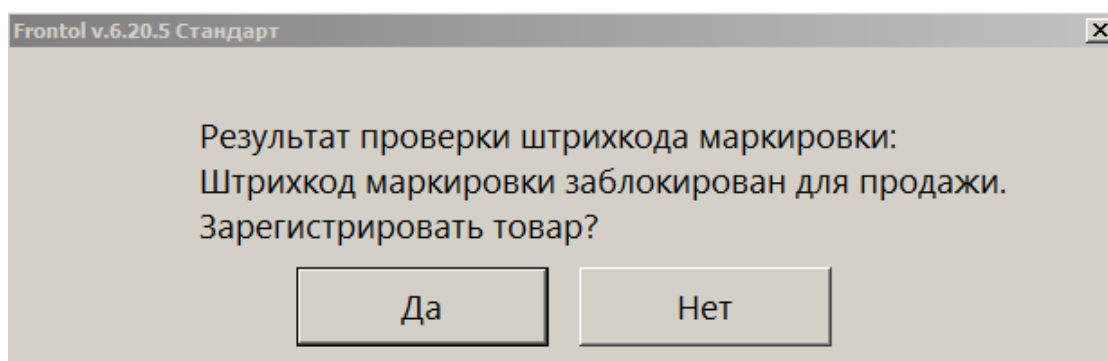 Frontol v.6.20.5 Стандарт
Результат проверки штрихкода маркировки:
Штрихкод маркировки заблокирован для продажи.
Зарегистрировать товар?
Да Нет